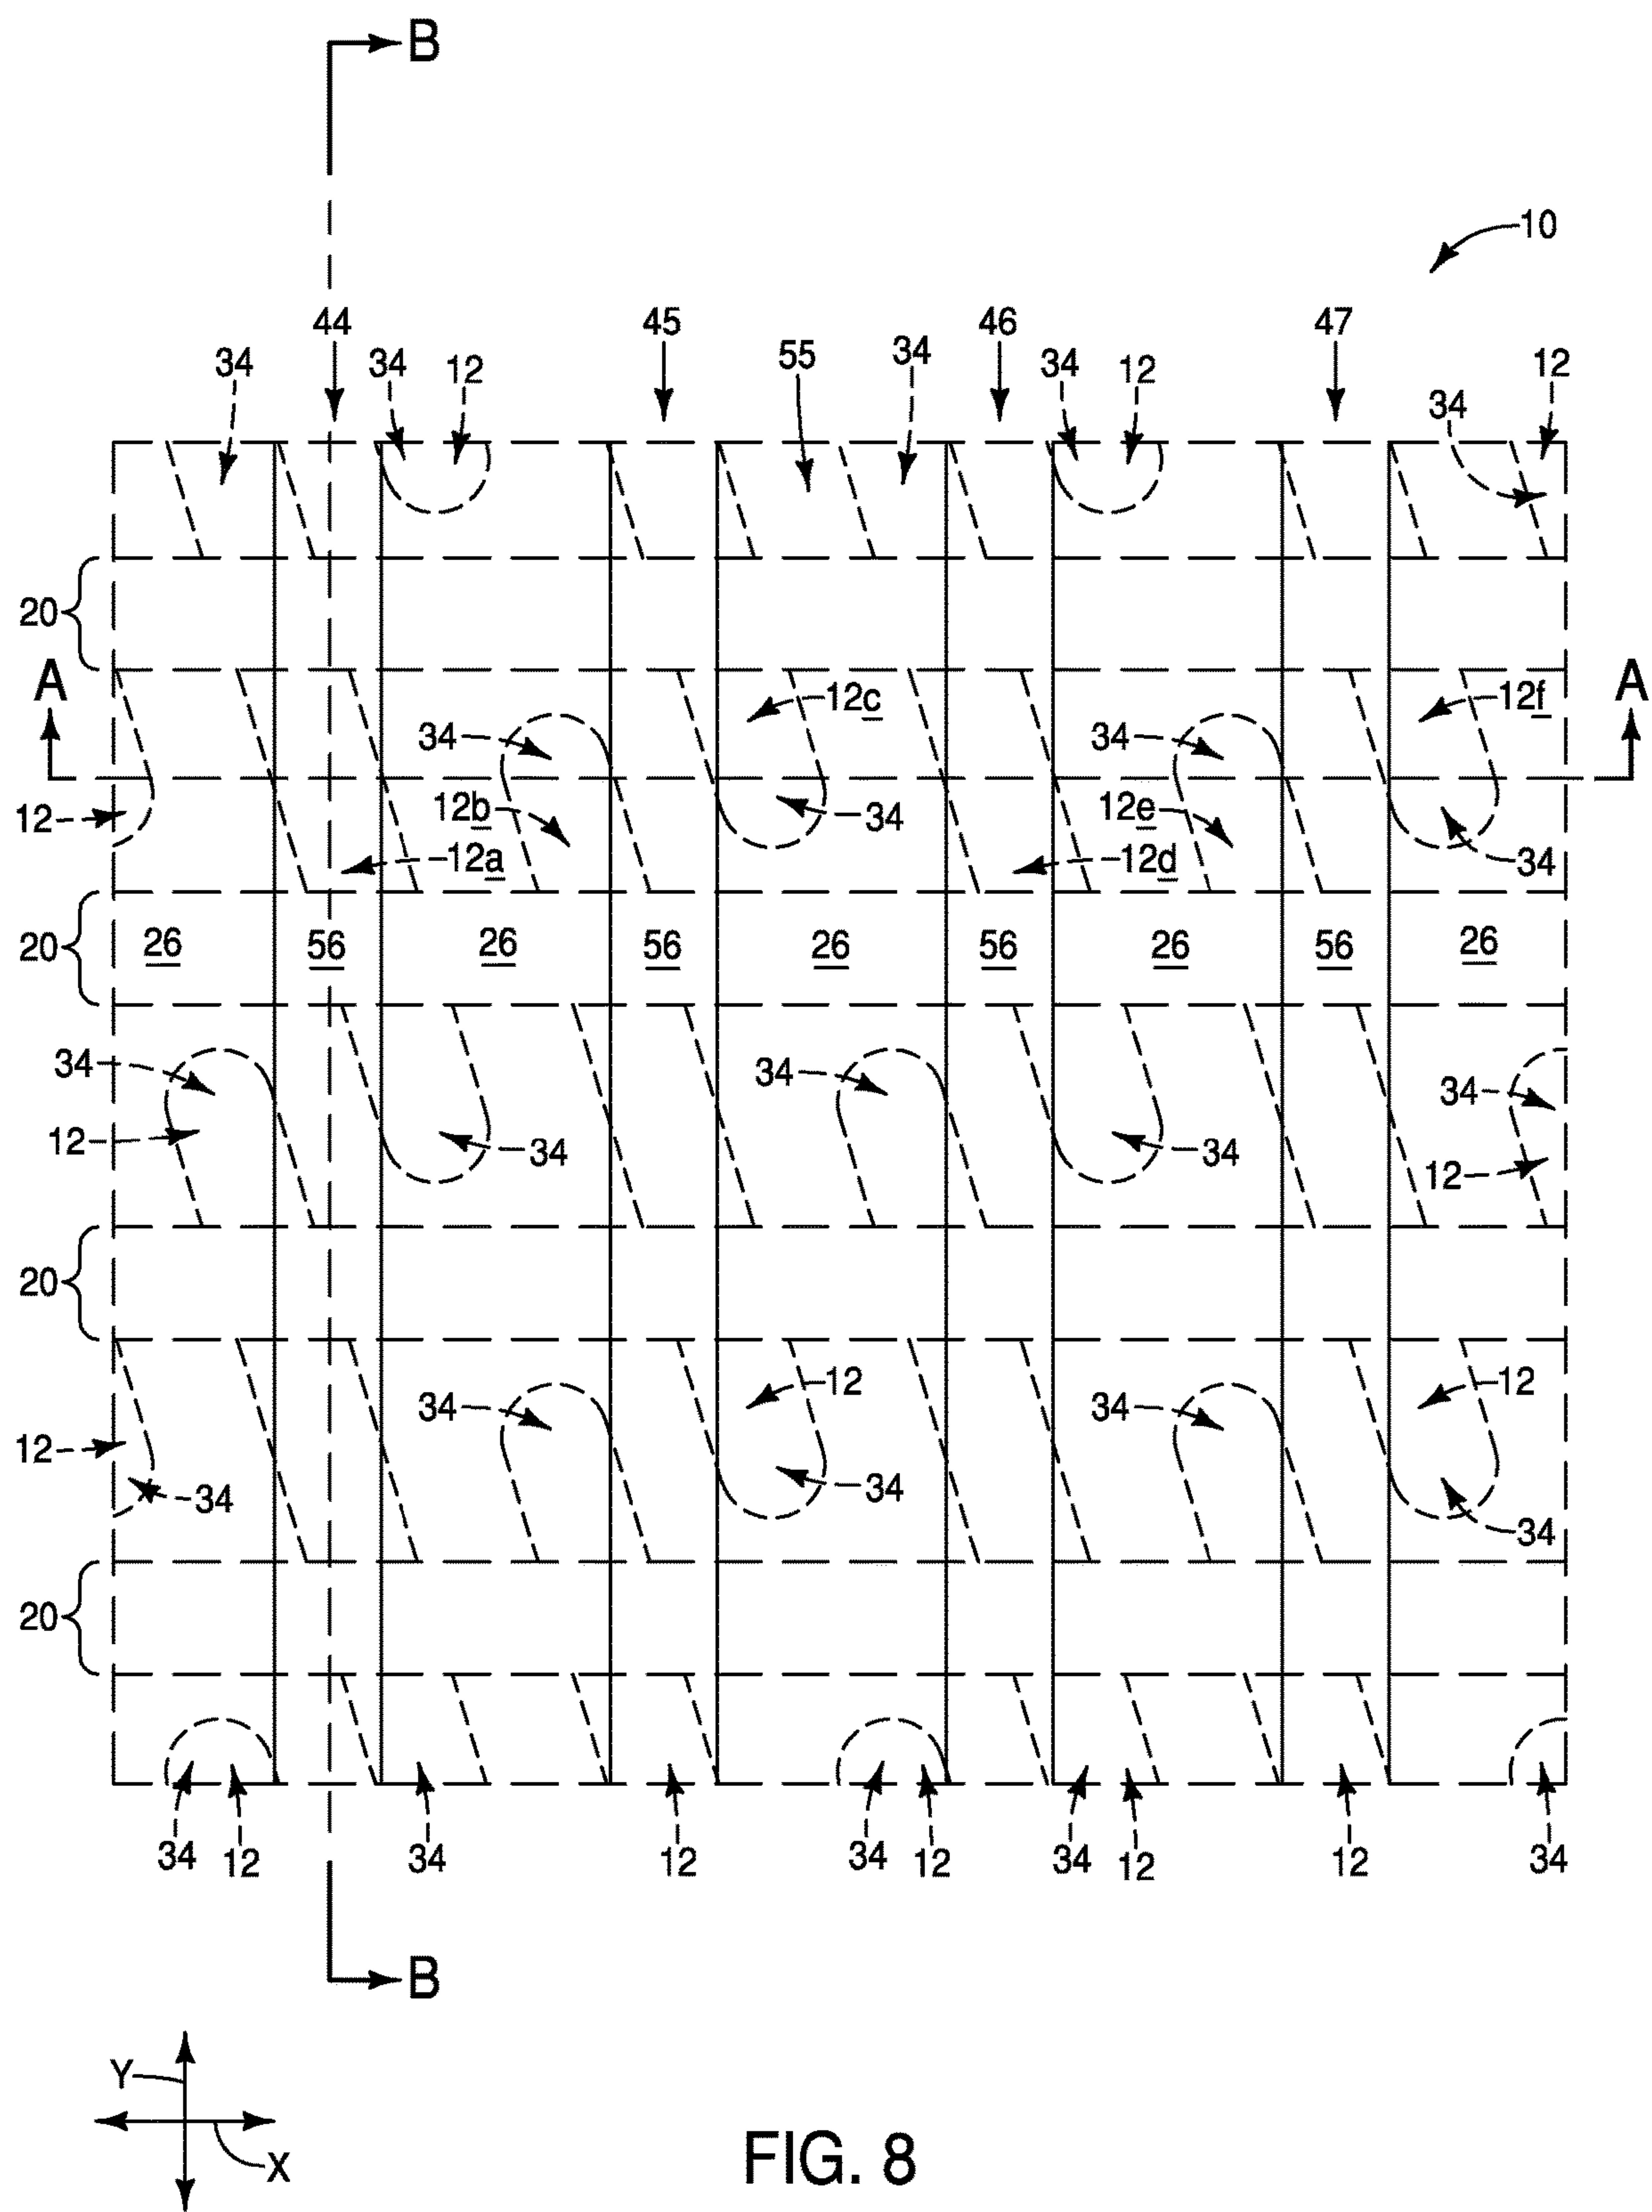 B
10
44 45 46 47
34 34 12 55 34 34 12 34 12
20
A A
12c 12f
34 34
12 12b 34 12e 34
12a 12d
20 26 56 26 56 26 56 26 56 26
34 34 34
12 34 34 12
20
34 12 34 12
12 34 34 34
20
34 12 34 12 34 12 34 12 12 34
B
Y
X
FIG. 8